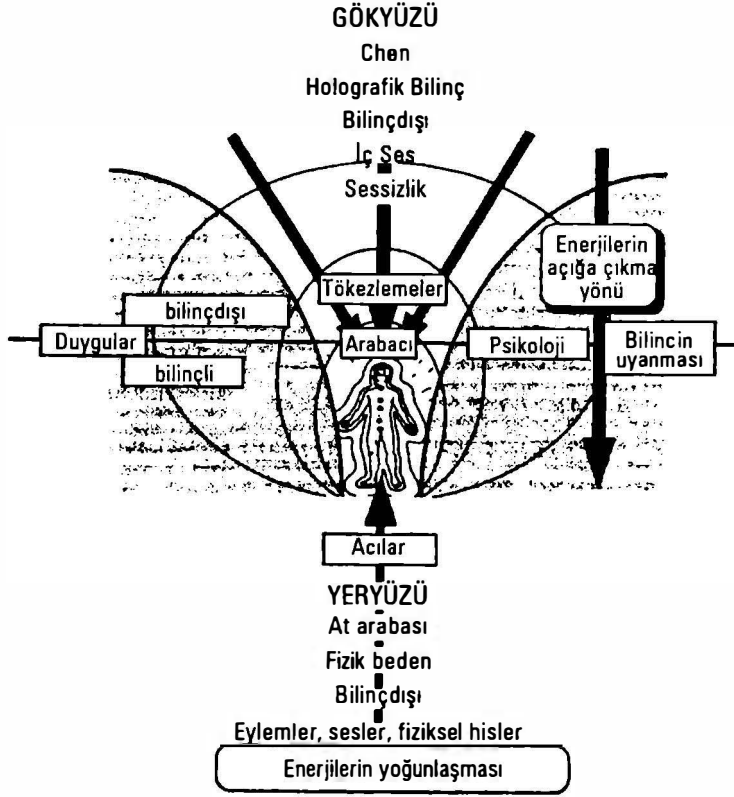 GÖKYÜZÜ
Chen
Holografik Bilinç
Bilinçdışı
İç Ses
Sessizlik
Enerjilerin
açığa çıkma
yönü
Tökezlemeler
bilinçdışı
Duygular
Arabacı
Psikoloji
Bilincin
uyanması
bilinçli
Acılar
YERYÜZÜ
At arabası
Fizik beden
Bilinçdışı
Eylemler, sesler, fiziksel hisler
Enerjilerin yoğunlaşması